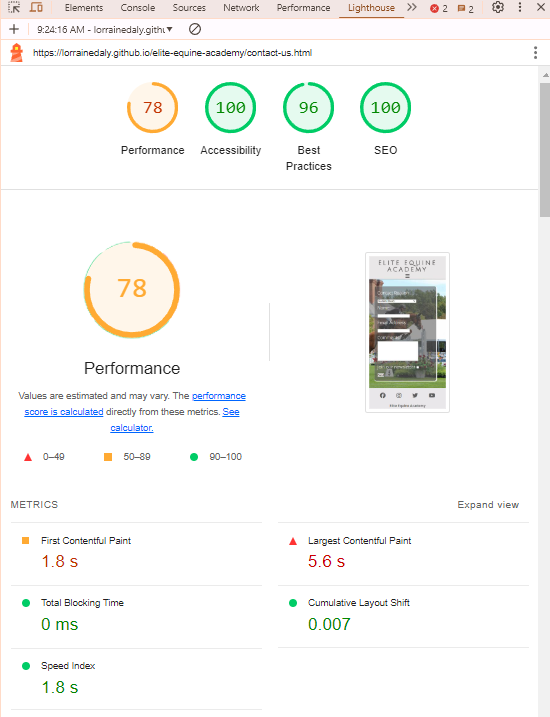 Elements Console Sources Network Performance Lighthouse 2 2
9:24:16 AM - lorrainedaly.githu
https://lorrainedaly.github.io/elite-equine-academy/contact-us.html
78 100 96 100
Performance Accessibility Best Practices SEO
78
ELITE EQUINE
ACADEMY
Performance
Values are estimated and may vary. The performance
score is calculated directly from these metrics. See
calculator.
0–49 50–89 90–100
METRICS Expand view
First Contentful Paint Largest Contentful Paint
1.8 s 5.6 s
Total Blocking Time Cumulative Layout Shift
0 ms 0.007
Speed Index
1.8 s